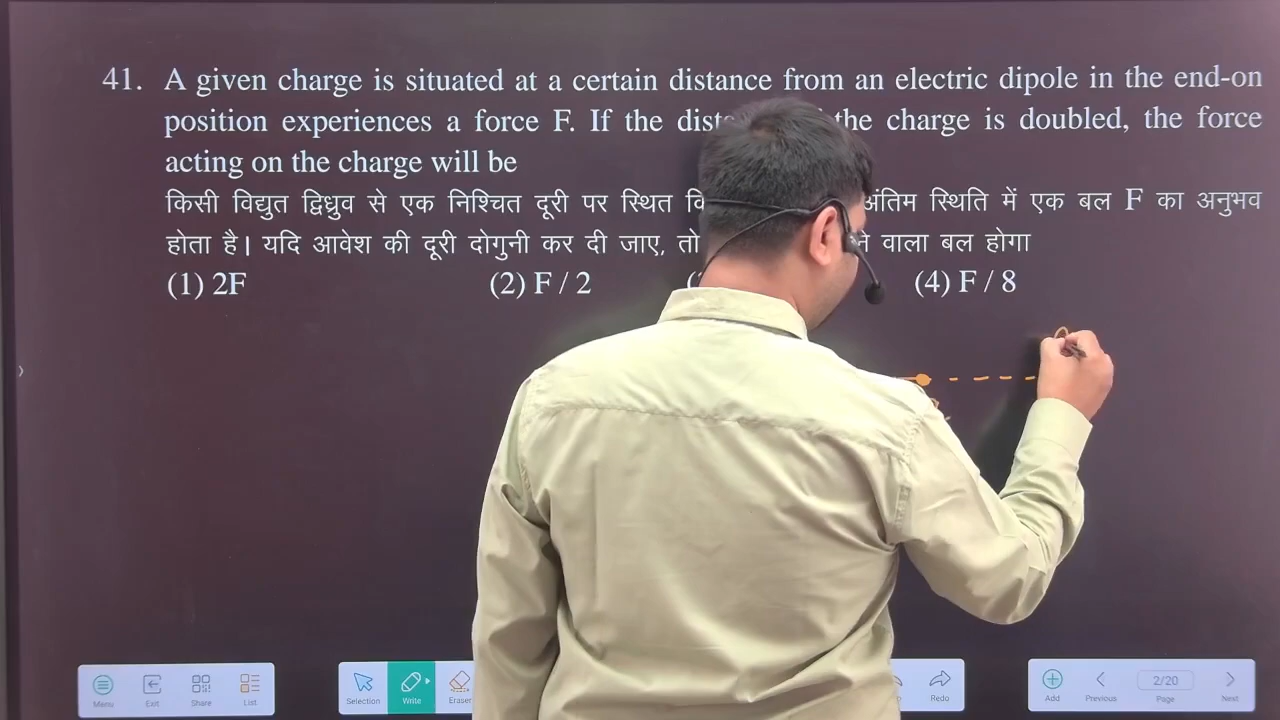 41. A given charge is situated at a certain distance from an electric dipole in the end-on
position experiences a force F. If the the charge is doubled, the force
acting on the charge will be
किसी विद्युत द्विध्रुव से एक निश्चित दूरी पर स्थित अंतिम स्थिति में एक बल F का अनुभव
होता है। यदि आवेश की दूरी दोगुनी कर दी जाए, तो वाला बल होगा
(1) 2F (2) F / 2 (4) F / 8
Menu Exit Share List Selection Write Eraser Redo Add Previous 2/20 Page Next